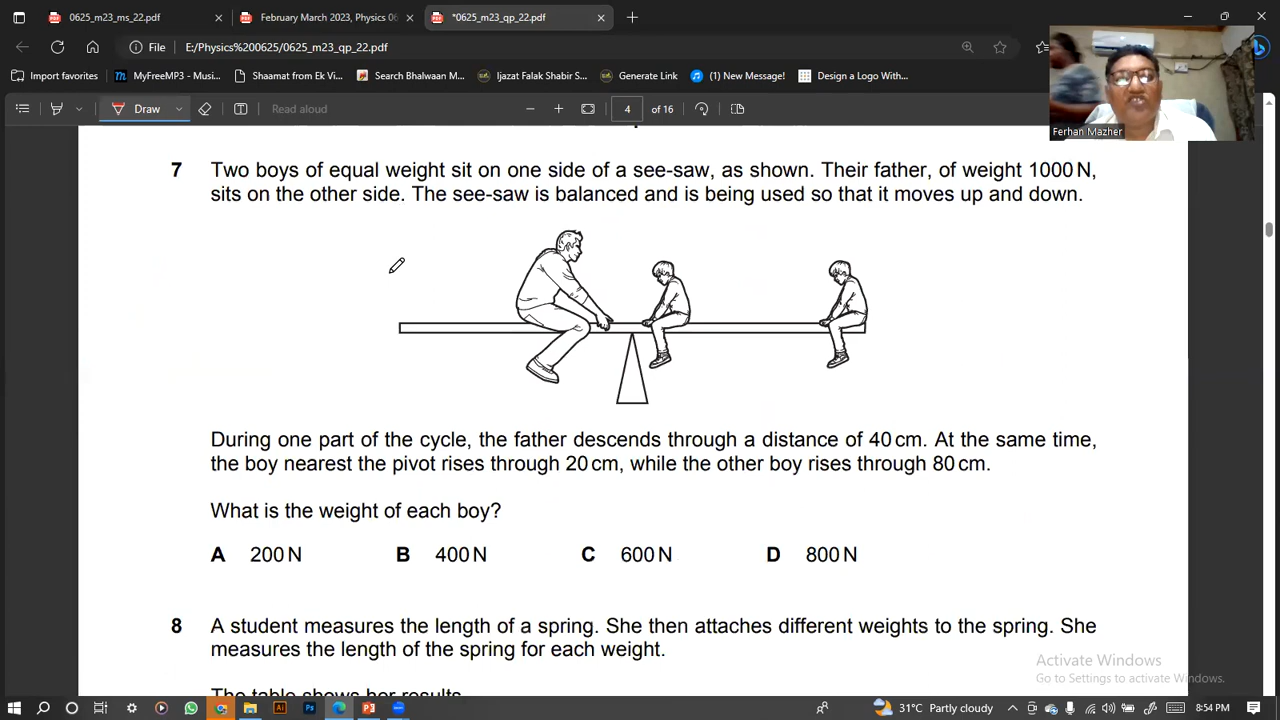 0625_m23_ms_22.pdf
February March 2023, Physics 06
*0625_m23_qp_22.pdf
File
E:/Physics%200625/0625_m23_qp_22.pdf
Import favorites
MyFreeMP3 - Musi...
Shaamat from Ek Vi...
Search Bhalwaan M...
Ijazat Falak Shabir S...
Generate Link
(1) New Message!
Design a Logo With...
Draw
Read aloud
4 of 16
Ferhan Mazher
7 Two boys of equal weight sit on one side of a see-saw, as shown. Their father, of weight 1000 N,
sits on the other side. The see-saw is balanced and is being used so that it moves up and down.
During one part of the cycle, the father descends through a distance of 40 cm. At the same time,
the boy nearest the pivot rises through 20 cm, while the other boy rises through 80 cm.
What is the weight of each boy?
A 200 N B 400 N C 600 N D 800 N
8 A student measures the length of a spring. She then attaches different weights to the spring. She
measures the length of the spring for each weight.
The table shows her results.
Activate Windows
Go to Settings to activate Windows.
31°C Partly cloudy
8:54 PM